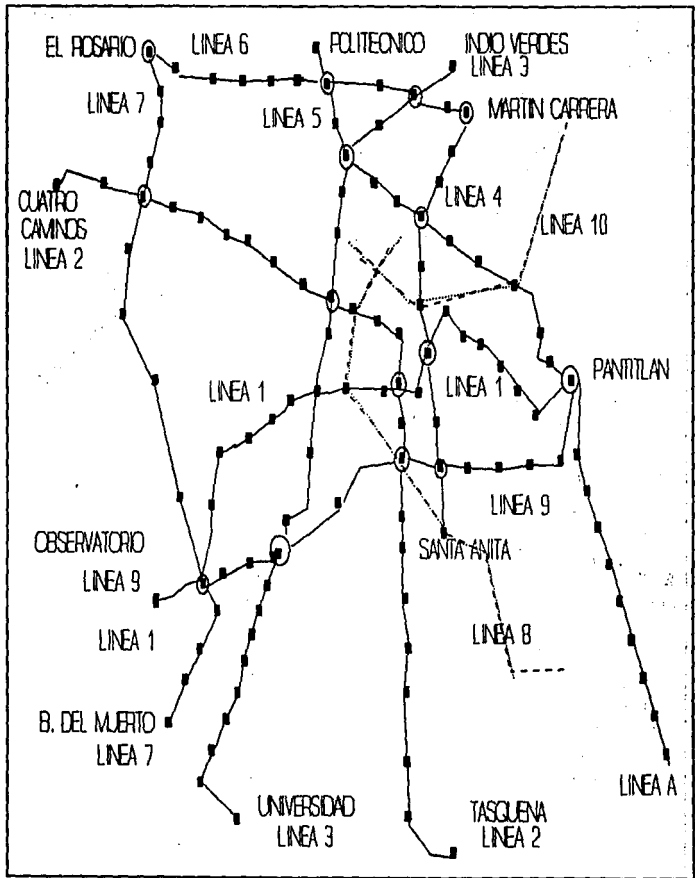 EL ROSARIO
LINEA 6
POLITECNICO
INDIO VERDES
LINEA 3
LINEA 7
LINEA 5
MARTIN CARRERA
CUATRO
CAMINOS
LINEA 2
LINEA 4
LINEA 10
LINEA 1
LINEA 1
PANTITLAN
LINEA 9
OBSERVATORIO
LINEA 9
LINEA 1
SANTA ANITA
LINEA 8
B. DEL MUERTO
LINEA 7
UNIVERSIDAD
LINEA 3
TASQUENA
LINEA 2
LINEA A